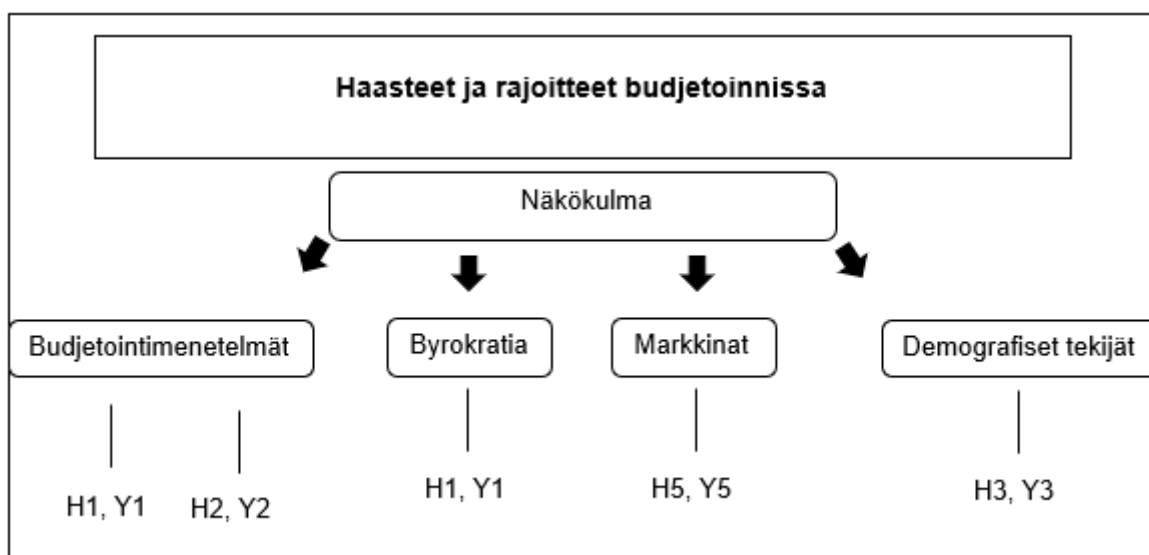 Haasteet ja rajoitteet budjetoinnissa
Näkökulma
Budjetointimenetelmät
Byrokratia
Markkinat
Demografiset tekijät
H1, Y1
H2, Y2
H1, Y1
H5, Y5
H3, Y3